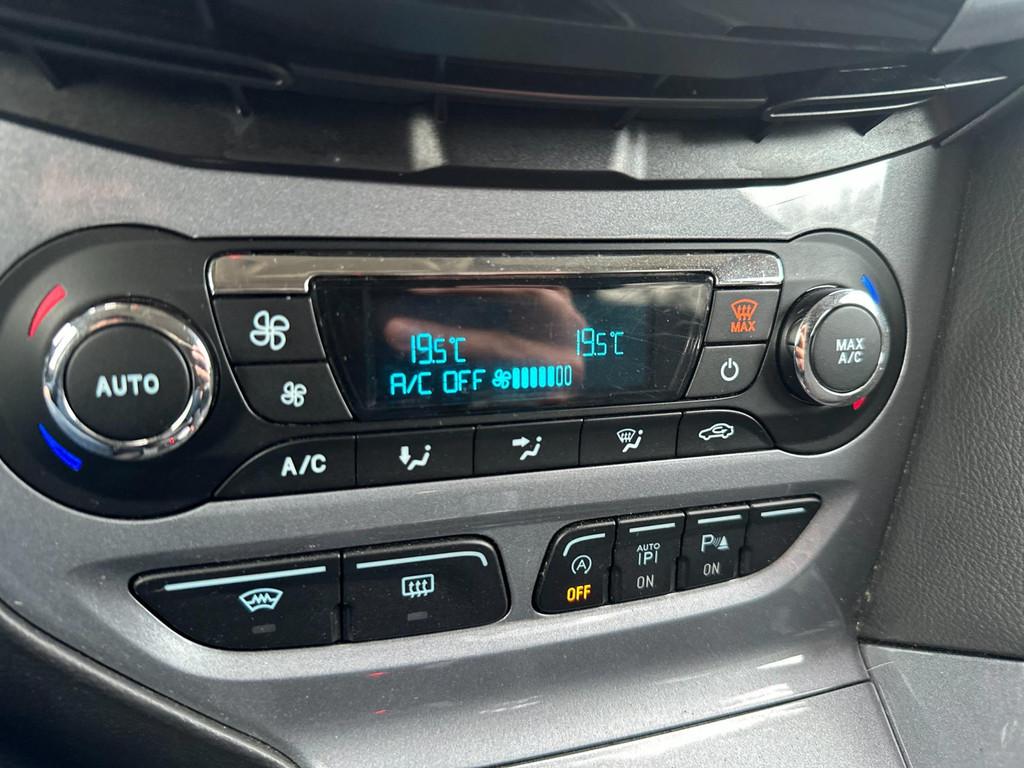 19.5°C 19.5°C
MAX
A/C OFF
AUTO
MAX
A/C
A/C
A OFF
AUTO
P
ON
P
ON